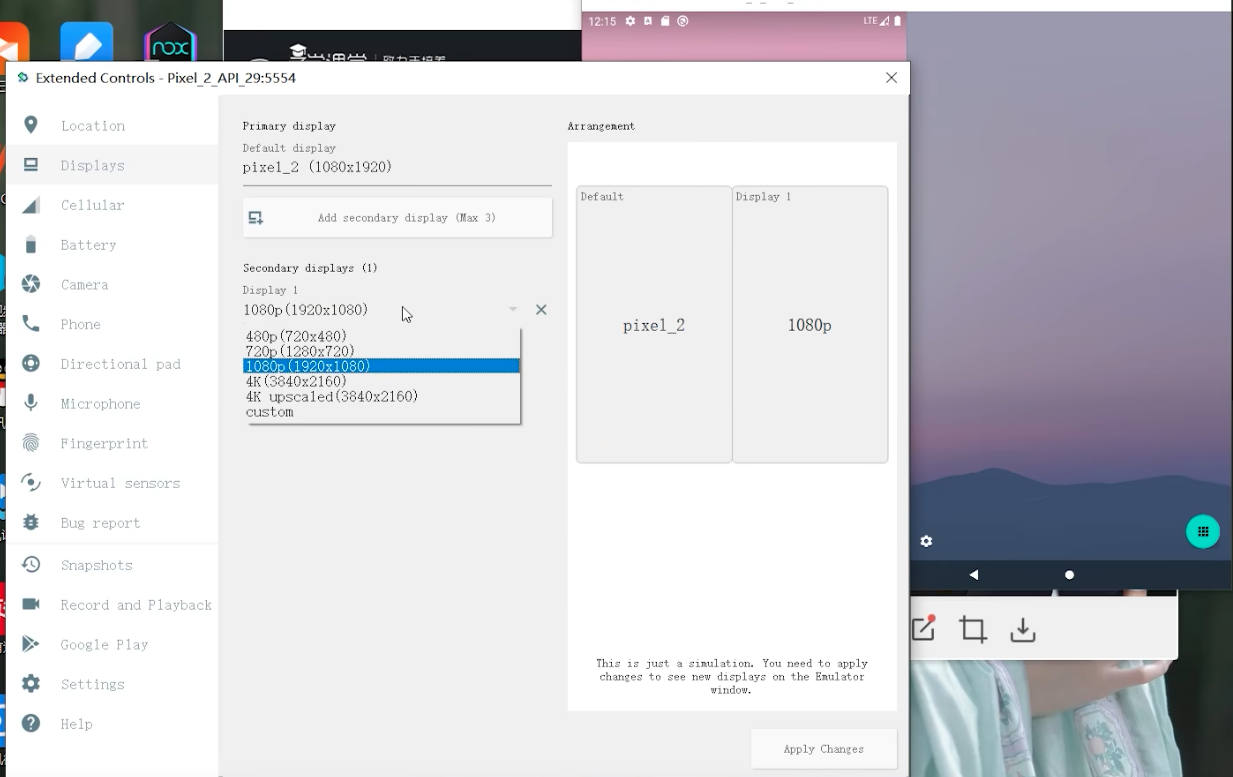 nox
12:15
LTE
Extended Controls - Pixel_2_API_29:5554
Location
Displays
Cellular
Battery
Camera
Phone
Directional pad
Microphone
Fingerprint
Virtual sensors
Bug report
Snapshots
Record and Playback
Google Play
Settings
Help
Primary display
Default display
pixel_2 (1080x1920)
Add secondary display (Max 3)
Secondary displays (1)
Display 1
1080p(1920x1080)
480p(720x480)
720p(1280x720)
1080p(1920x1080)
4K(3840x2160)
4K upscaled(3840x2160)
custom
Arrangement
Default
Display 1
pixel_2
1080p
This is just a simulation. You need to apply
changes to see new displays on the Emulator
window.
Apply Changes